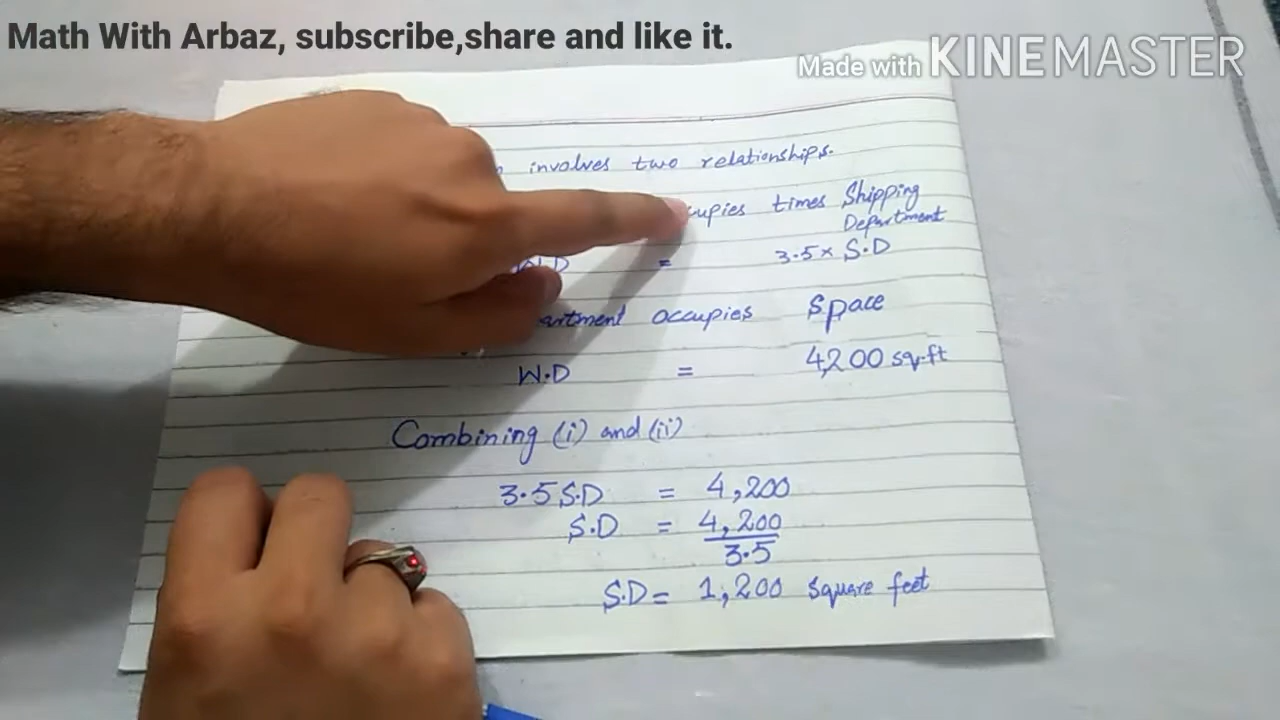 Math With Arbaz, subscribe,share and like it.
Made with KINEMASTER
involves two relationships.
times Shipping
Department
W.D = 3.5 x S.D
occupies Space
W.D = 4,200 sq.ft
Combining (i) and (ii)
3.5 S.D = 4,200
S.D = 4,200
3.5
S.D = 1,200 Square feet